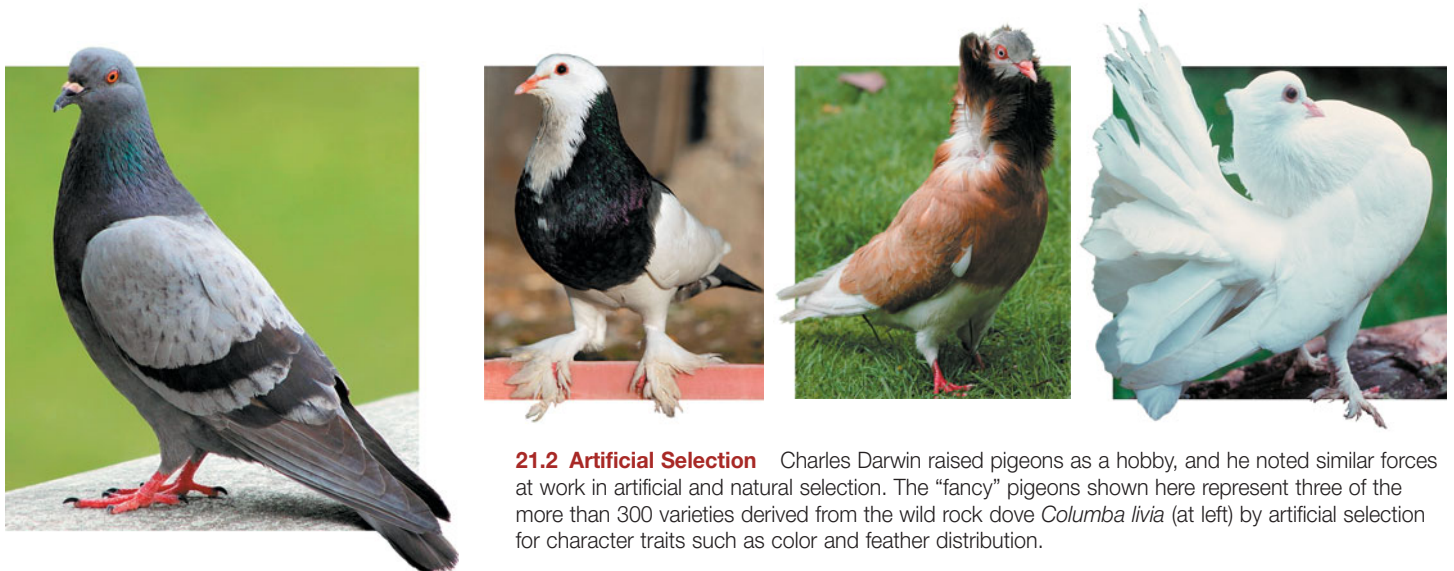 21.2 Artificial Selection Charles Darwin raised pigeons as a hobby, and he noted similar forces
at work in artificial and natural selection. The “fancy” pigeons shown here represent three of the
more than 300 varieties derived from the wild rock dove Columba livia (at left) by artificial selection
for character traits such as color and feather distribution.